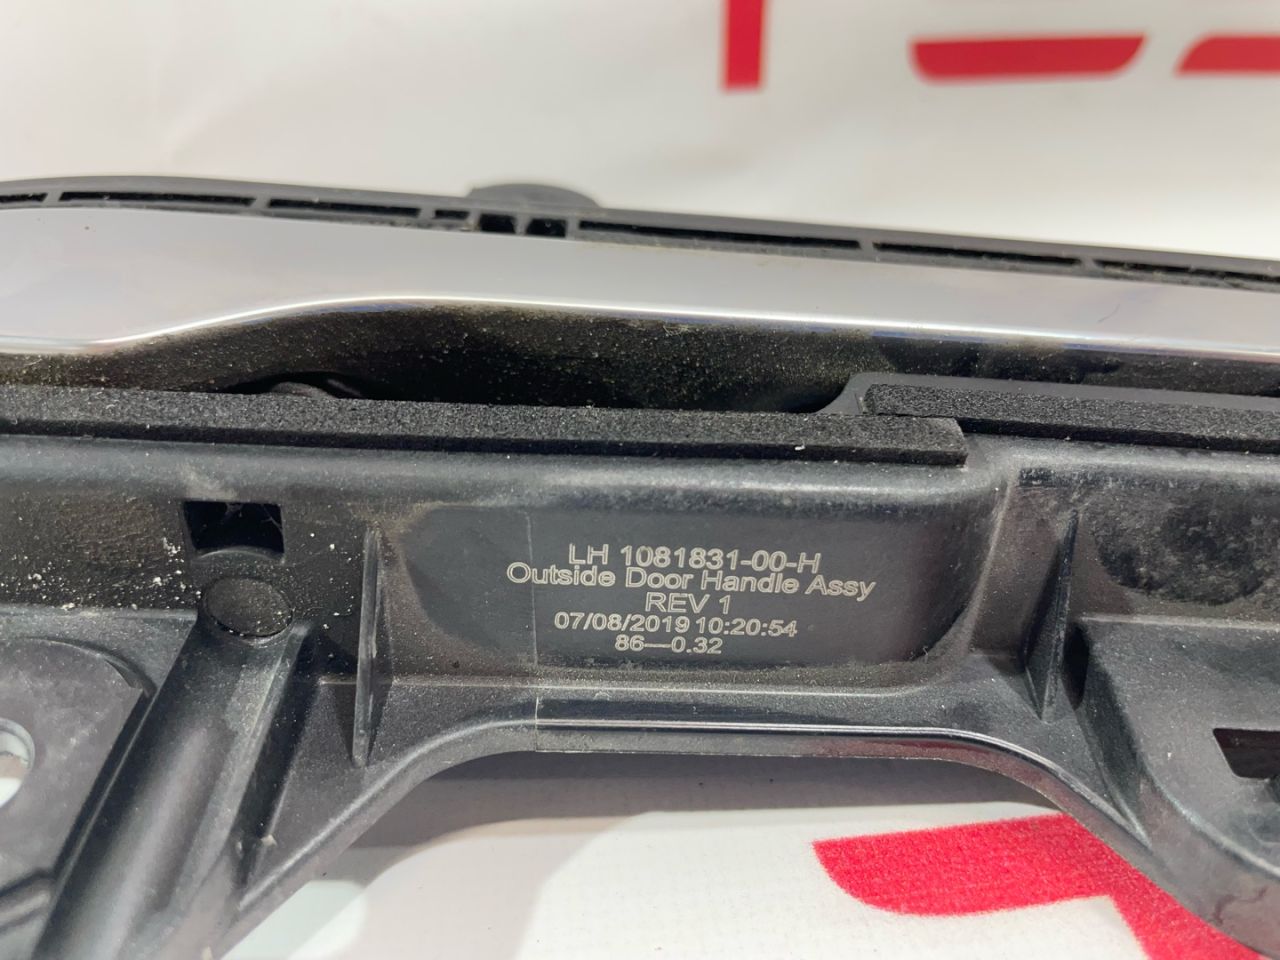 LH 1081831-00-H
Outside Door Handle Assy
REV 1
07/08/2019 10:20:54
86—0.32